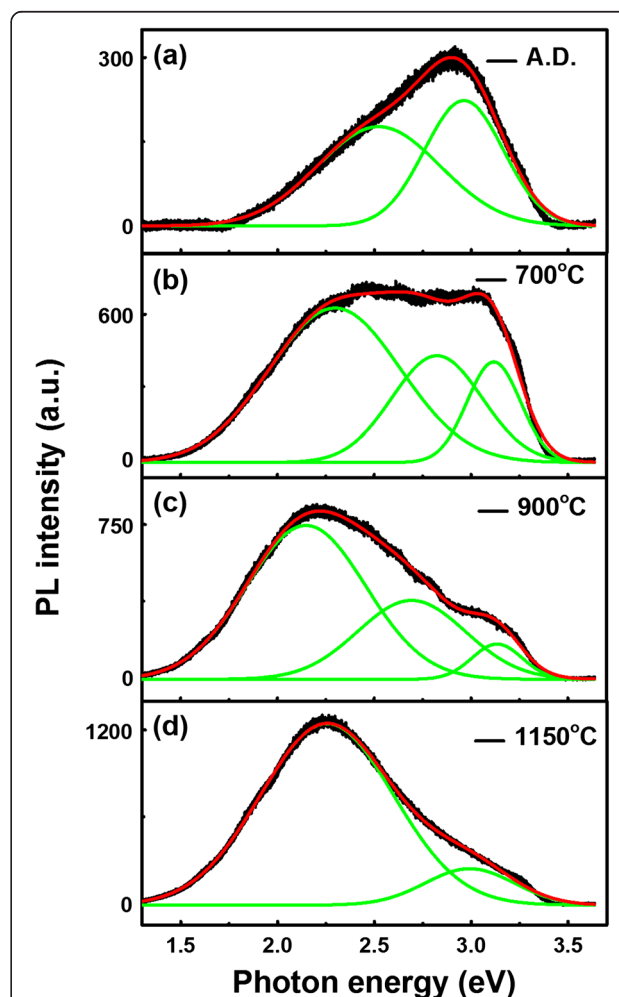 (a)
A.D.
300
0
(b)
700°C
600
0
(c)
900°C
750
0
(d)
1150°C
1200
0
PL intensity (a.u.)
1.5 2.0 2.5 3.0 3.5
Photon energy (eV)